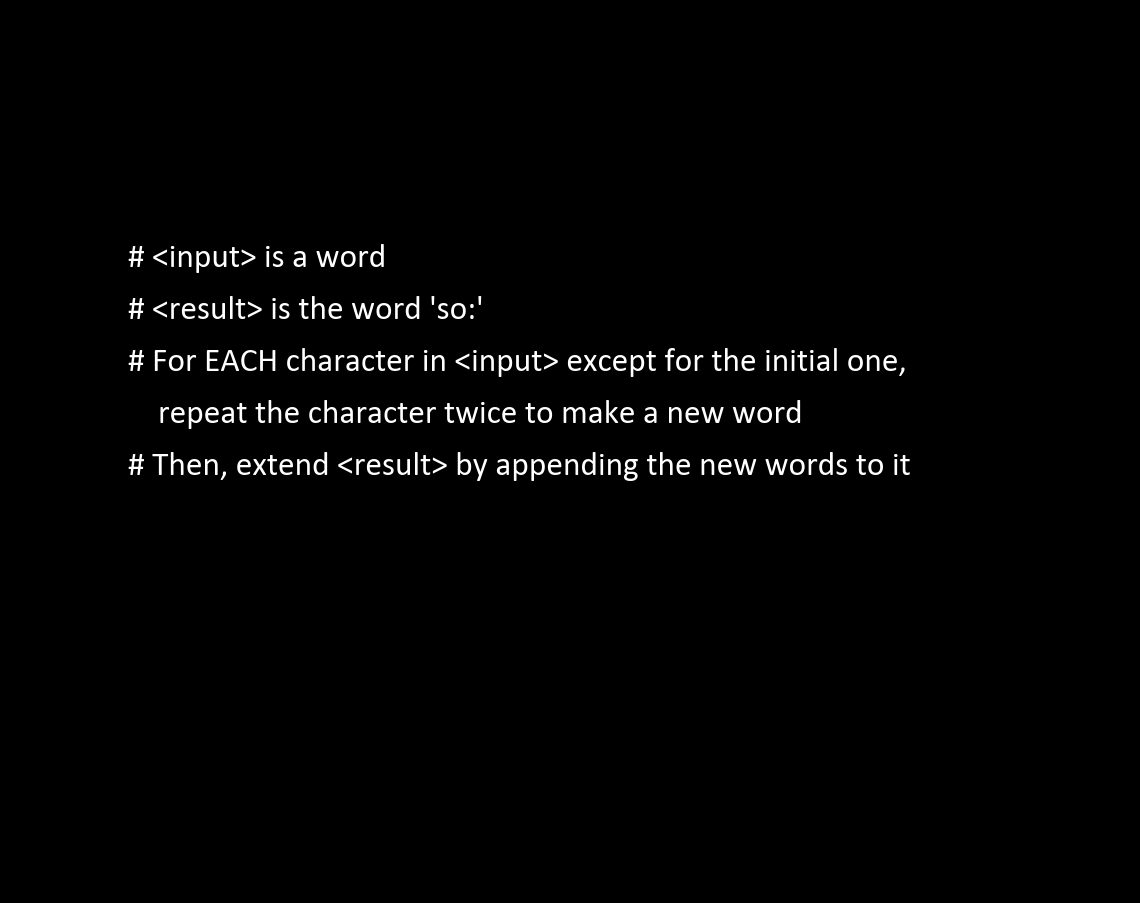 # <input> is a word
# <result> is the word 'so:'
# For EACH character in <input> except for the initial one,
repeat the character twice to make a new word
# Then, extend <result> by appending the new words to it